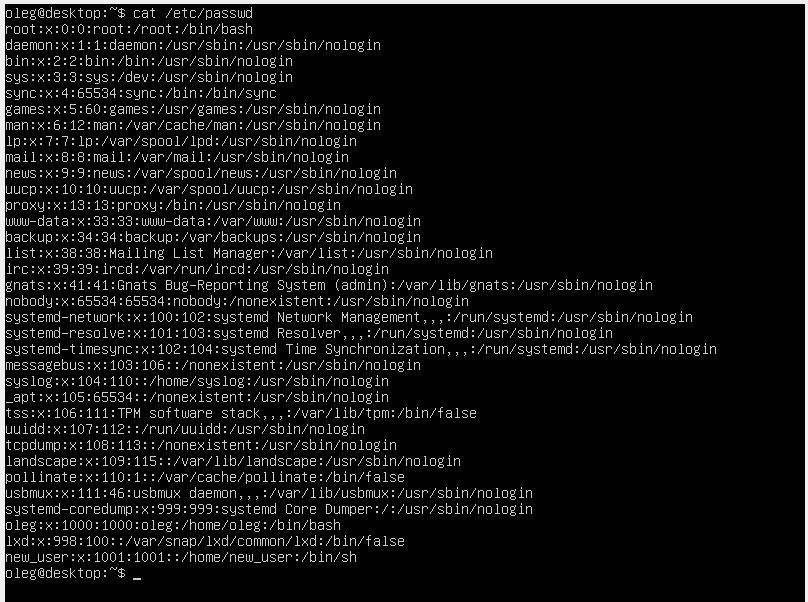 oleg@desktop:~$ cat /etc/passwd
root:x:0:0:root:/root:/bin/bash
daemon:x:1:1:daemon:/usr/sbin:/usr/sbin/nologin
bin:x:2:2:bin:/bin:/usr/sbin/nologin
sys:x:3:3:sys:/dev:/usr/sbin/nologin
sync:x:4:65534:sync:/bin:/bin/sync
games:x:5:60:games:/usr/games:/usr/sbin/nologin
man:x:6:12:man:/var/cache/man:/usr/sbin/nologin
lp:x:7:7:lp:/var/spool/lpd:/usr/sbin/nologin
mail:x:8:8:mail:/var/mail:/usr/sbin/nologin
news:x:9:9:news:/var/spool/news:/usr/sbin/nologin
uucp:x:10:10:uucp:/var/spool/uucp:/usr/sbin/nologin
proxy:x:13:13:proxy:/bin:/usr/sbin/nologin
www-data:x:33:33:www-data:/var/www:/usr/sbin/nologin
backup:x:34:34:backup:/var/backups:/usr/sbin/nologin
list:x:38:38:Mailing List Manager:/var/list:/usr/sbin/nologin
irc:x:39:39:ircd:/var/run/ircd:/usr/sbin/nologin
gnats:x:41:41:Gnats Bug-Reporting System (admin):/var/lib/gnats:/usr/sbin/nologin
nobody:x:65534:65534:nobody:/nonexistent:/usr/sbin/nologin
systemd-network:x:100:102:systemd Network Management,,,:/run/systemd:/usr/sbin/nologin
systemd-resolve:x:101:103:systemd Resolver,,,:/run/systemd:/usr/sbin/nologin
systemd-timesync:x:102:104:systemd Time Synchronization,,,:/run/systemd:/usr/sbin/nologin
messagebus:x:103:106::/nonexistent:/usr/sbin/nologin
syslog:x:104:110::/home/syslog:/usr/sbin/nologin
_apt:x:105:65534::/nonexistent:/usr/sbin/nologin
tss:x:106:111:TPM software stack,,,:/var/lib/tpm:/bin/false
uuidd:x:107:112::/run/uuidd:/usr/sbin/nologin
tcpdump:x:108:113::/nonexistent:/usr/sbin/nologin
landscape:x:109:115::/var/lib/landscape:/usr/sbin/nologin
pollinate:x:110:1::/var/cache/pollinate:/bin/false
usbmux:x:111:46:usbmux daemon,,,:/var/lib/usbmux:/usr/sbin/nologin
systemd-coredump:x:999:999:systemd Core Dumper:/:/usr/sbin/nologin
oleg:x:1000:1000:oleg:/home/oleg:/bin/bash
lxd:x:998:100::/var/snap/lxd/common/lxd:/bin/false
new_user:x:1001:1001::/home/new_user:/bin/sh
oleg@desktop:~$ _